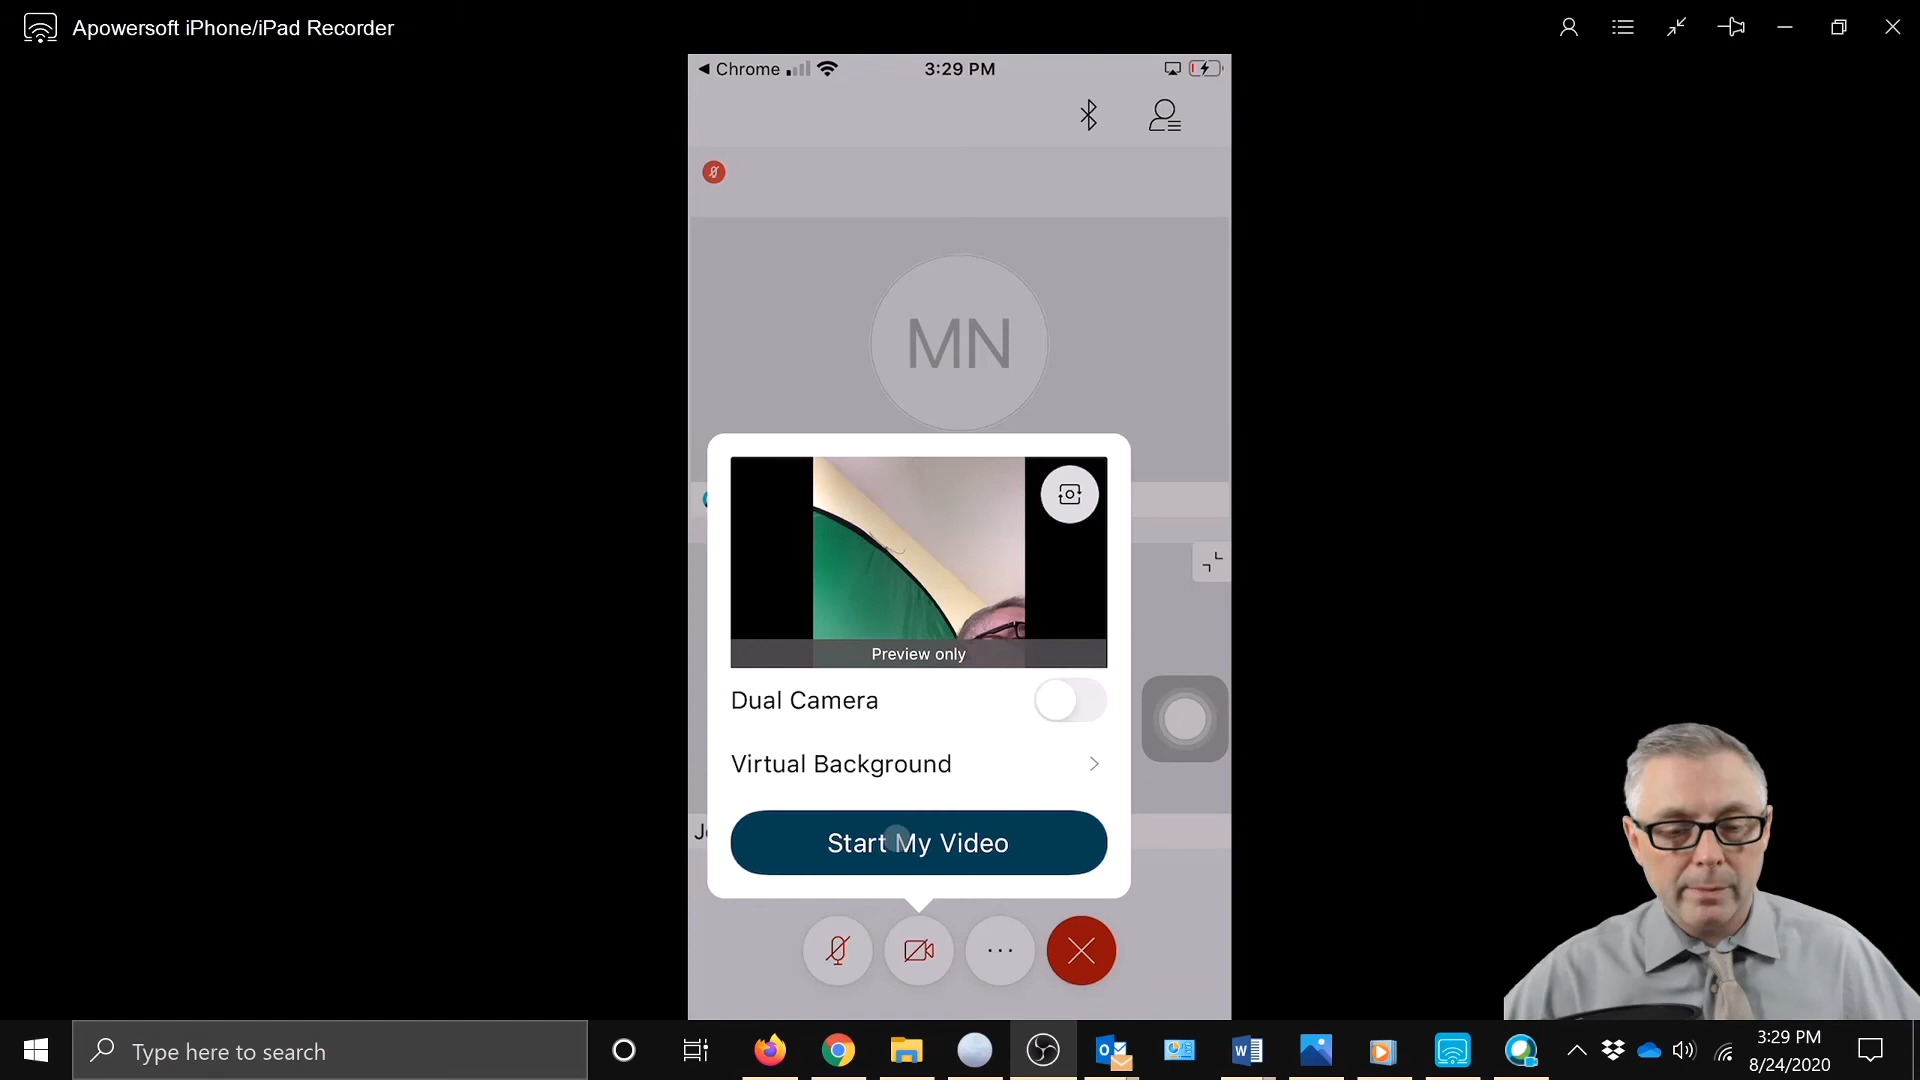 Apowersoft iPhone/iPad Recorder
Chrome
3:29 PM
MN
Preview only
Dual Camera
Virtual Background
Start My Video
Type here to search
3:29 PM
8/24/2020